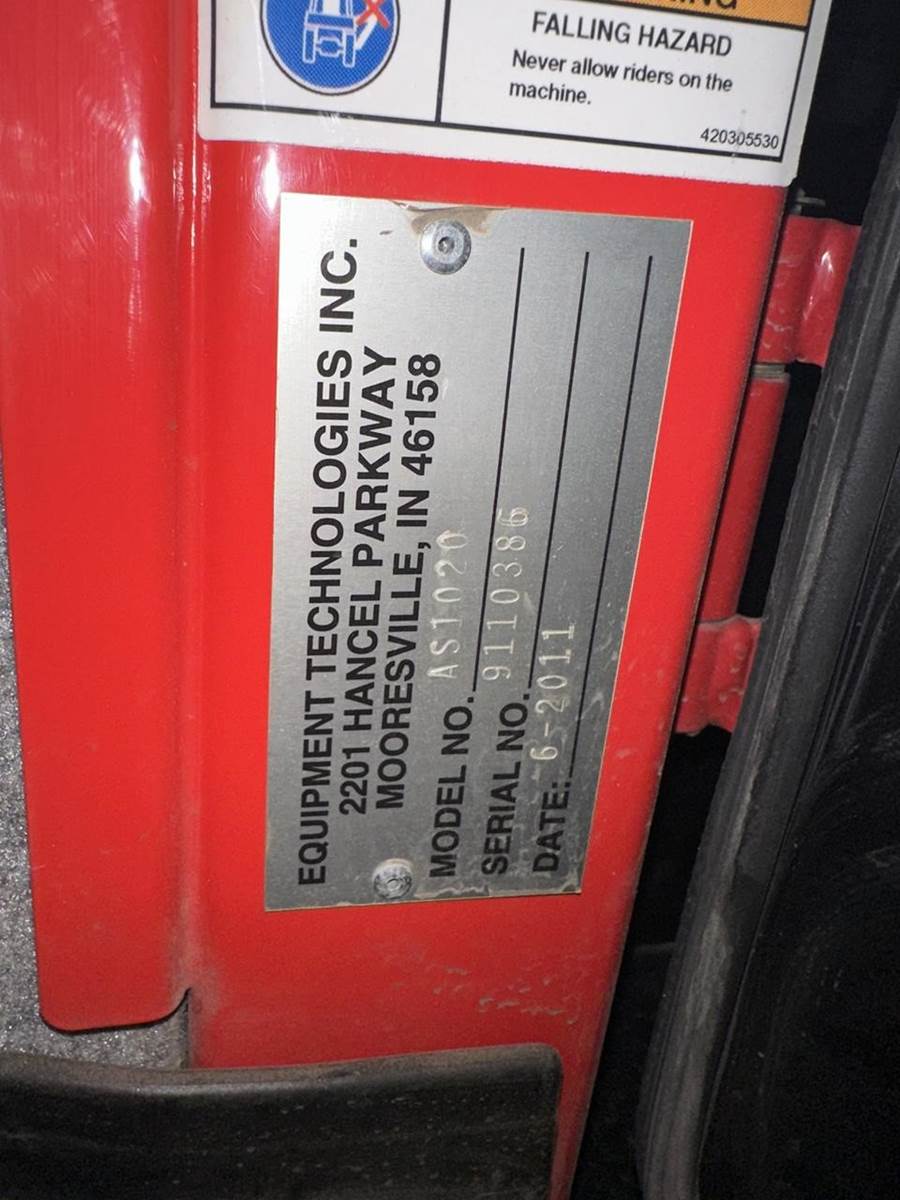 FALLING HAZARD
Never allow riders on the
machine.
420305530
EQUIPMENT TECHNOLOGIES INC.
2201 HANCEL PARKWAY
MOORESVILLE, IN 46158
MODEL NO. AS1020
SERIAL NO. 9110386
DATE: 6-2011